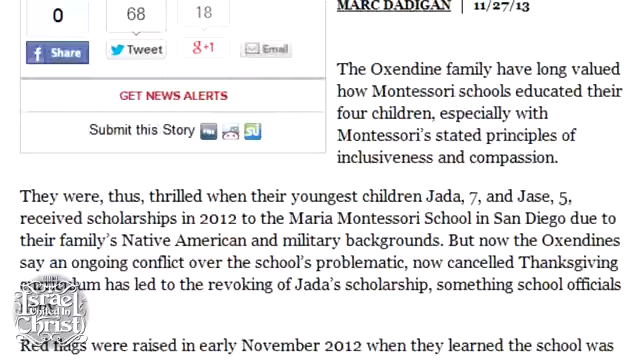 0
68
18
MARC DADIGAN | 11/27/13
f Share
Tweet
g+1
Email
GET NEWS ALERTS
Submit this Story
The Oxendine family have long valued
how Montessori schools educated their
four children, especially with
Montessori's stated principles of
inclusiveness and compassion.
They were, thus, thrilled when their youngest children Jada, 7, and Jase, 5,
received scholarships in 2012 to the Maria Montessori School in San Diego due to
their family's Native American and military backgrounds. But now the Oxendines
say an ongoing conflict over the school's problematic, now cancelled Thanksgiving
has led to the revoking of Jada's scholarship, something school officials
Israel
United In
Christ
Red flags were raised in early November 2012 when they learned the school was